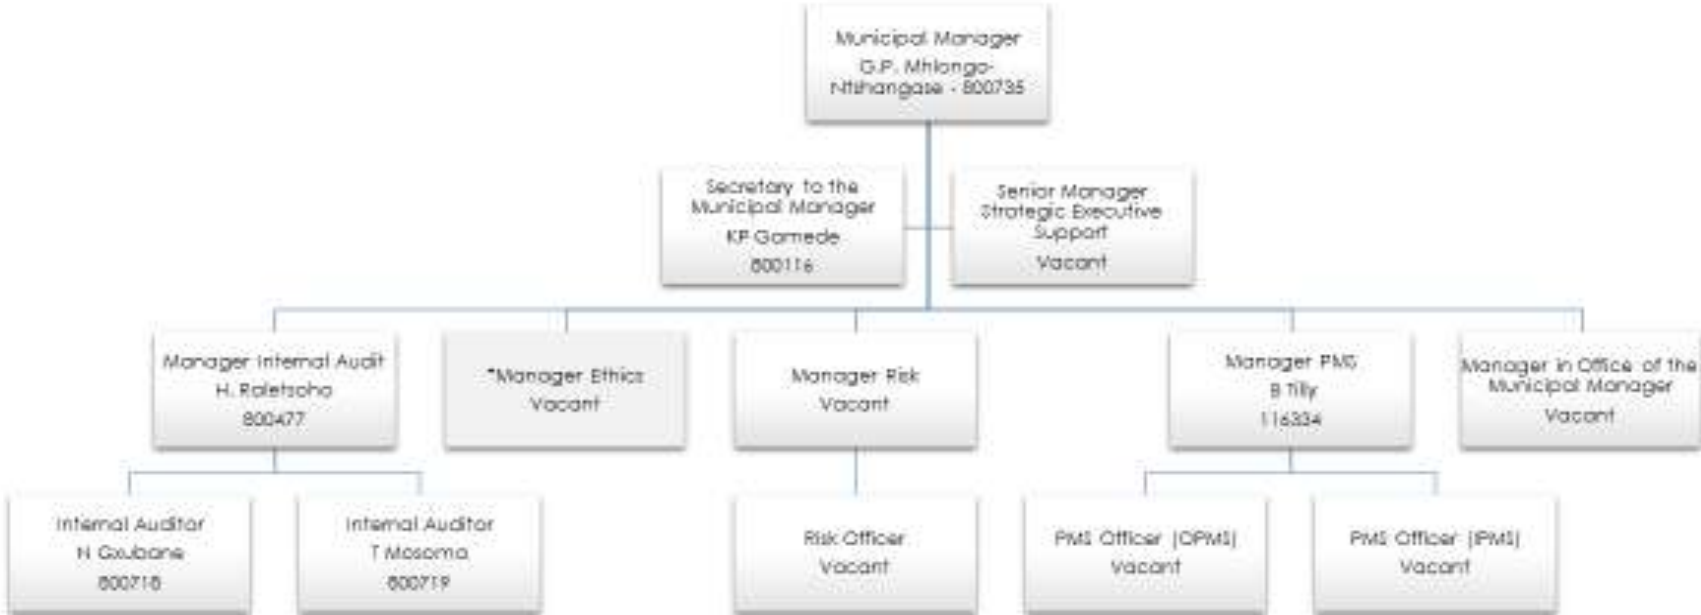 Municipal Manager
G.P. Mhlongo-
Ntshangase - 800735
Secretary to the
Municipal Manager
KP Gamede
800116
Senior Manager
Strategic Executive
Support
Vacant
Manager Internal Audit
H. Raletsoho
800477
*Manager Ethics
Vacant
Manager Risk
Vacant
Manager PMS
B Tilly
116334
Manager in Office of the
Municipal Manager
Vacant
Internal Auditor
N Gxubane
800718
Internal Auditor
T Mosoma
800719
Risk Officer
Vacant
PMS Officer (OPMS)
Vacant
PMS Officer (IPMS)
Vacant